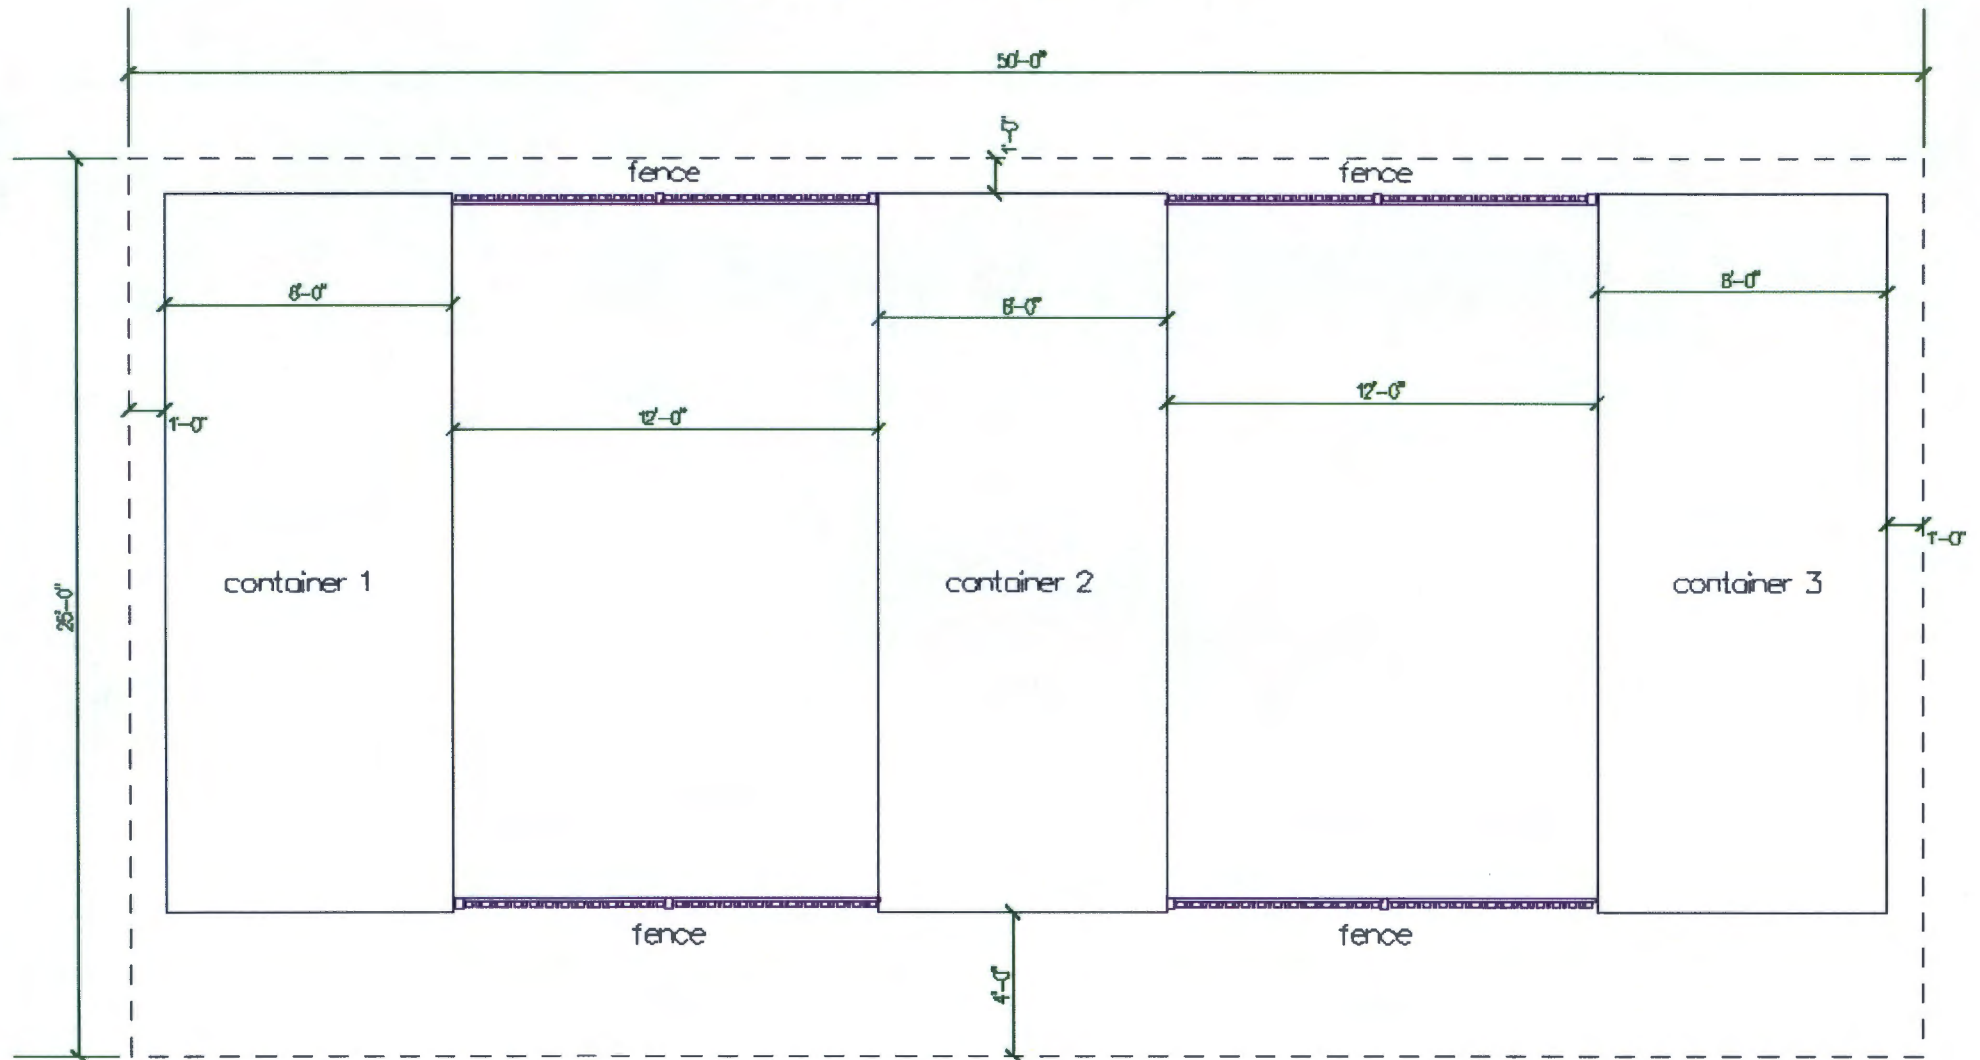 50'-0"
1'-0"
fence
fence
8'-0"
8'-0"
8'-0"
12'-0"
12'-0"
1'-0"
1'-0"
container 1
container 2
container 3
25'-0"
fence
fence
4'-0"